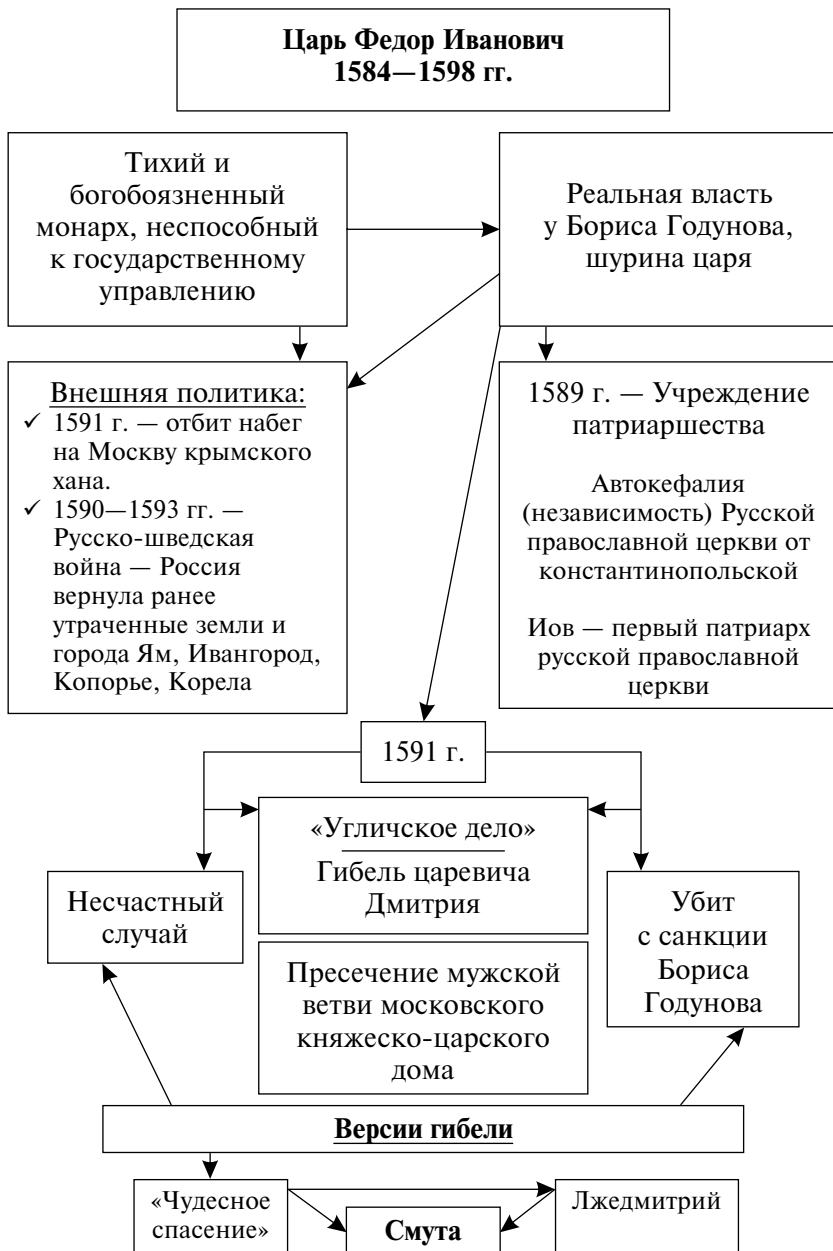 Царь Федор Иванович
1584—1598 гг.
Тихий и
богобоязненный
монарх, неспособный
к государственному
управлению
Реальная власть
у Бориса Годунова,
шурина царя
Внешняя политика:
✓ 1591 г. — отбит набег
на Москву крымского
хана.
✓ 1590—1593 гг. —
Русско-шведская
война — Россия
вернула ранее
утраченные земли и
города Ям, Ивангород,
Копорье, Корела
1589 г. — Учреждение
патриаршества
Автокефалия
(независимость) Русской
православной церкви от
константинопольской
Иов — первый патриарх
русской православной
церкви
1591 г.
«Угличское дело»
Гибель царевича
Дмитрия
Несчастный
случай
Убит
с санкции
Бориса
Годунова
Пресечение мужской
ветви московского
княжеско-царского
дома
Версии гибели
«Чудесное
спасение»
Смута
Лжедмитрий